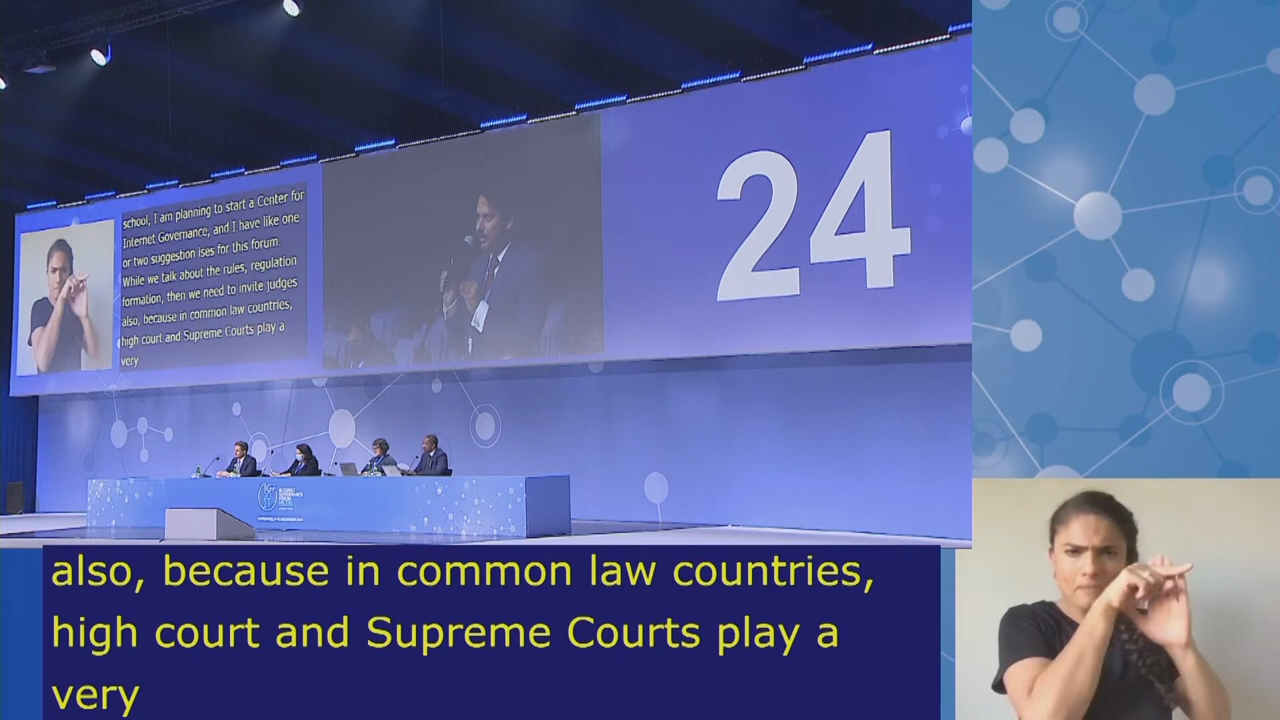 school, I am planning to start a Center for
Internet Governance, and I have like one
or two suggestion ises for this forum.
While we talk about the rules, regulation
formation, then we need to invite judges
also, because in common law countries,
high court and Supreme Courts play a
very
24
INTERNET
GOVERNANCE
FORUM
also, because in common law countries,
high court and Supreme Courts play a
very